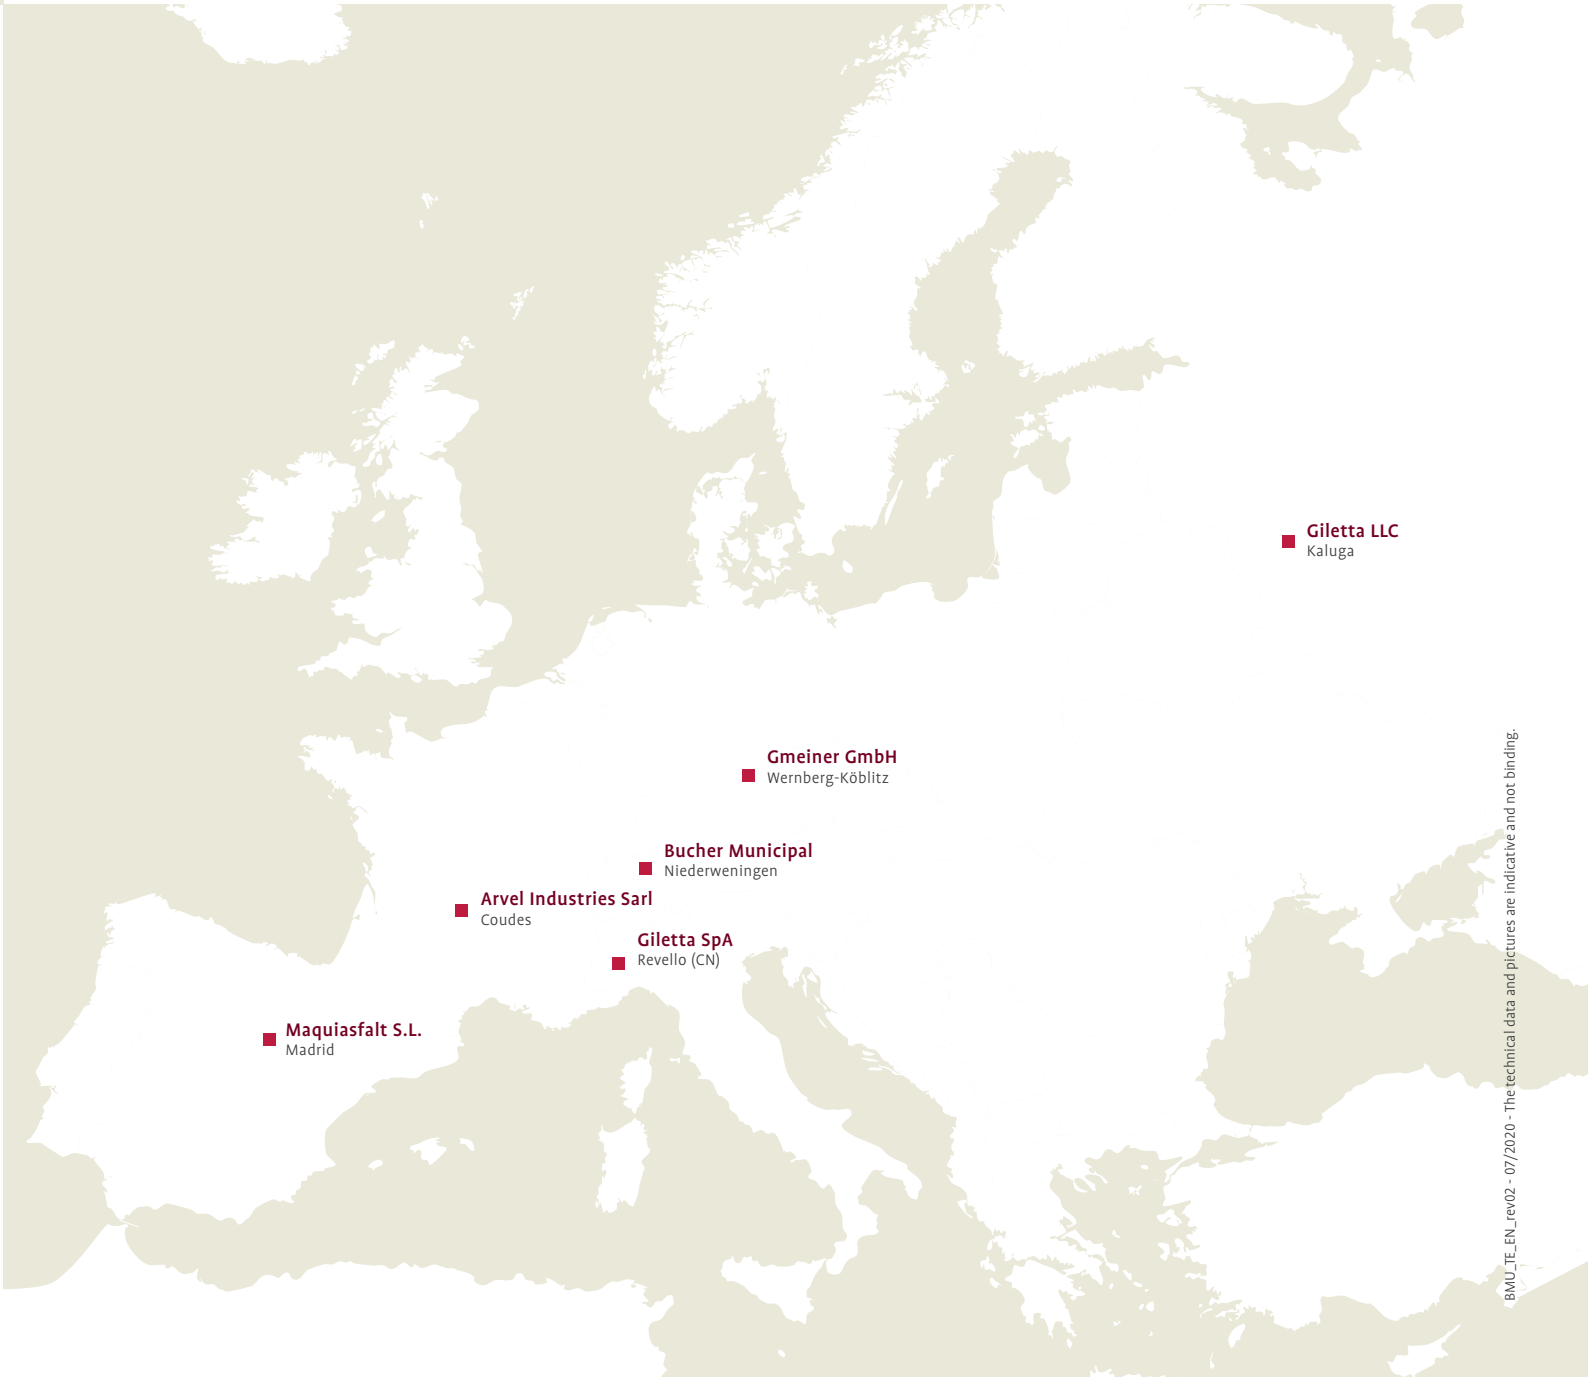 Giletta LLC
Kaluga
Gmeiner GmbH
Wernberg-Köblitz
Bucher Municipal
Niederweningen
Arvel Industries Sarl
Coudes
Giletta SpA
Revello (CN)
Maquiasfalt S.L.
Madrid
BMU_TE_EN_rev02 - 07/2020 - The technical data and pictures are indicative and not binding.